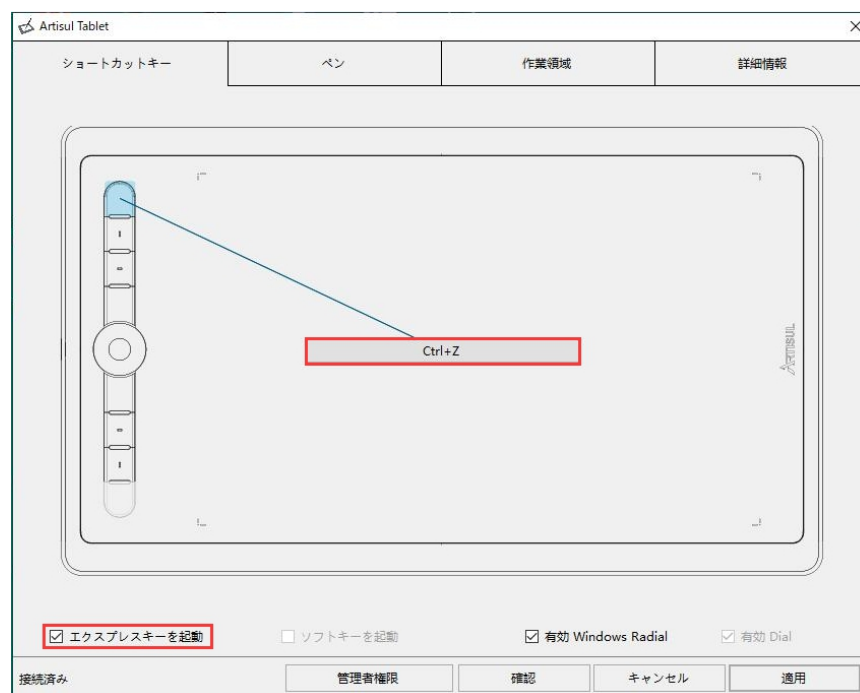 Artisul Tablet
ショートカットキー
ペン
作業領域
詳細情報
Ctrl+Z
ARTISUL
エクスプレスキーを起動
ソフトキーを起動
有効 Windows Radial
有効 Dial
接続済み
管理者権限
確認
キャンセル
適用